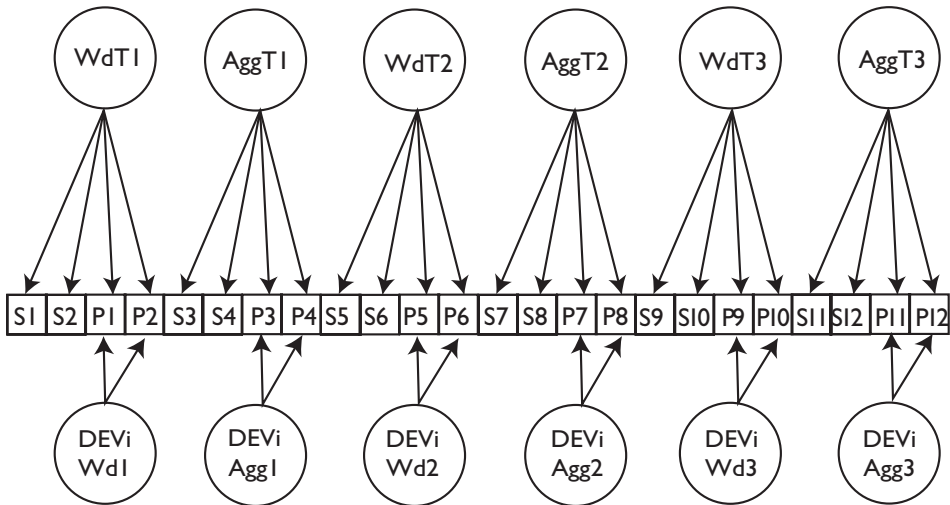 WdT1 AggT1 WdT2 AggT2 WdT3 AggT3
S1 S2 P1 P2 S3 S4 P3 P4 S5 S6 P5 P6 S7 S8 P7 P8 S9 S10 P9 P10 S11 S12 P11 P12
DEVi DEVi DEVi DEVi DEVi DEVi
Wd1 Agg1 Wd2 Agg2 Wd3 Agg3